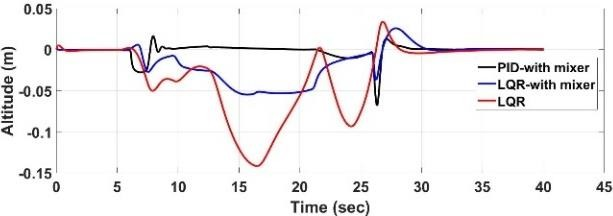 0.05
0
-0.05
-0.1
-0.15
Altitude (m)
PID-with mixer
LQR-with mixer
LQR
0 5 10 15 20 25 30 35 40 45
Time (sec)